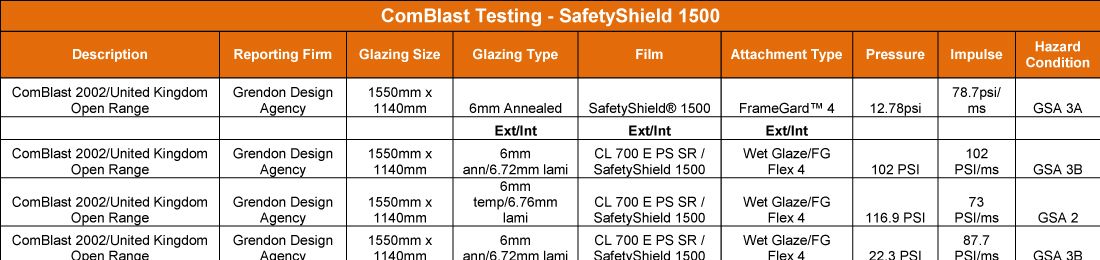 ComBlast Testing - SafetyShield 1500
Description Reporting Firm Glazing Size Glazing Type Film Attachment Type Pressure Impulse Hazard Condition
ComBlast 2002/United Kingdom Open Range Grendon Design Agency 1550mm x 1140mm 6mm Annealed SafetyShield® 1500 FrameGard™ 4 12.78psi 78.7psi/ms GSA 3A
Ext/Int Ext/Int Ext/Int
ComBlast 2002/United Kingdom Open Range Grendon Design Agency 1550mm x 1140mm 6mm ann/6.72mm lami CL 700 E PS SR / SafetyShield 1500 Wet Glaze/FG Flex 4 102 PSI 102 PSI/ms GSA 3B
ComBlast 2002/United Kingdom Open Range Grendon Design Agency 1550mm x 1140mm 6mm temp/6.76mm lami CL 700 E PS SR / SafetyShield 1500 Wet Glaze/FG Flex 4 116.9 PSI 73 PSI/ms GSA 2
ComBlast 2002/United Kingdom Open Range Grendon Design Agency 1550mm x 1140mm 6mm ann/6.72mm lami CL 700 E PS SR / SafetyShield 1500 Wet Glaze/FG Flex 4 22.3 PSI 87.7 PSI/ms GSA 3B